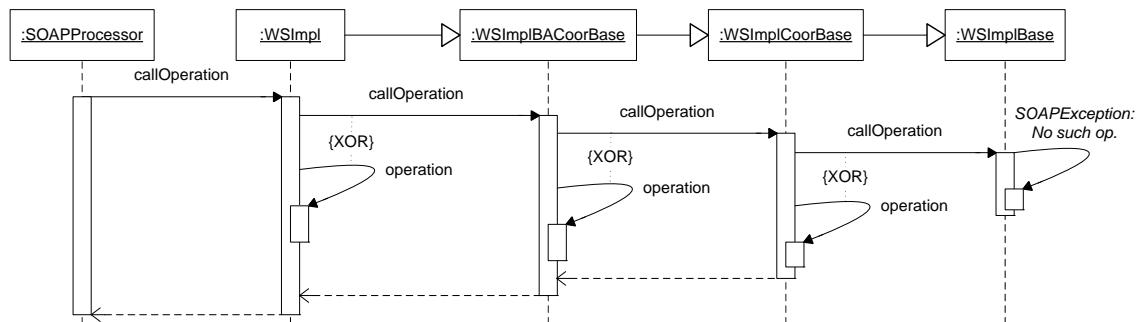 :SOAPProcessor
:WSImpl
:WSImplBACoorBase
:WSImplCoorBase
:WSImplBase
callOperation
callOperation
callOperation
callOperation
SOAPException:
No such op.
{XOR}
operation
{XOR}
operation
{XOR}
operation